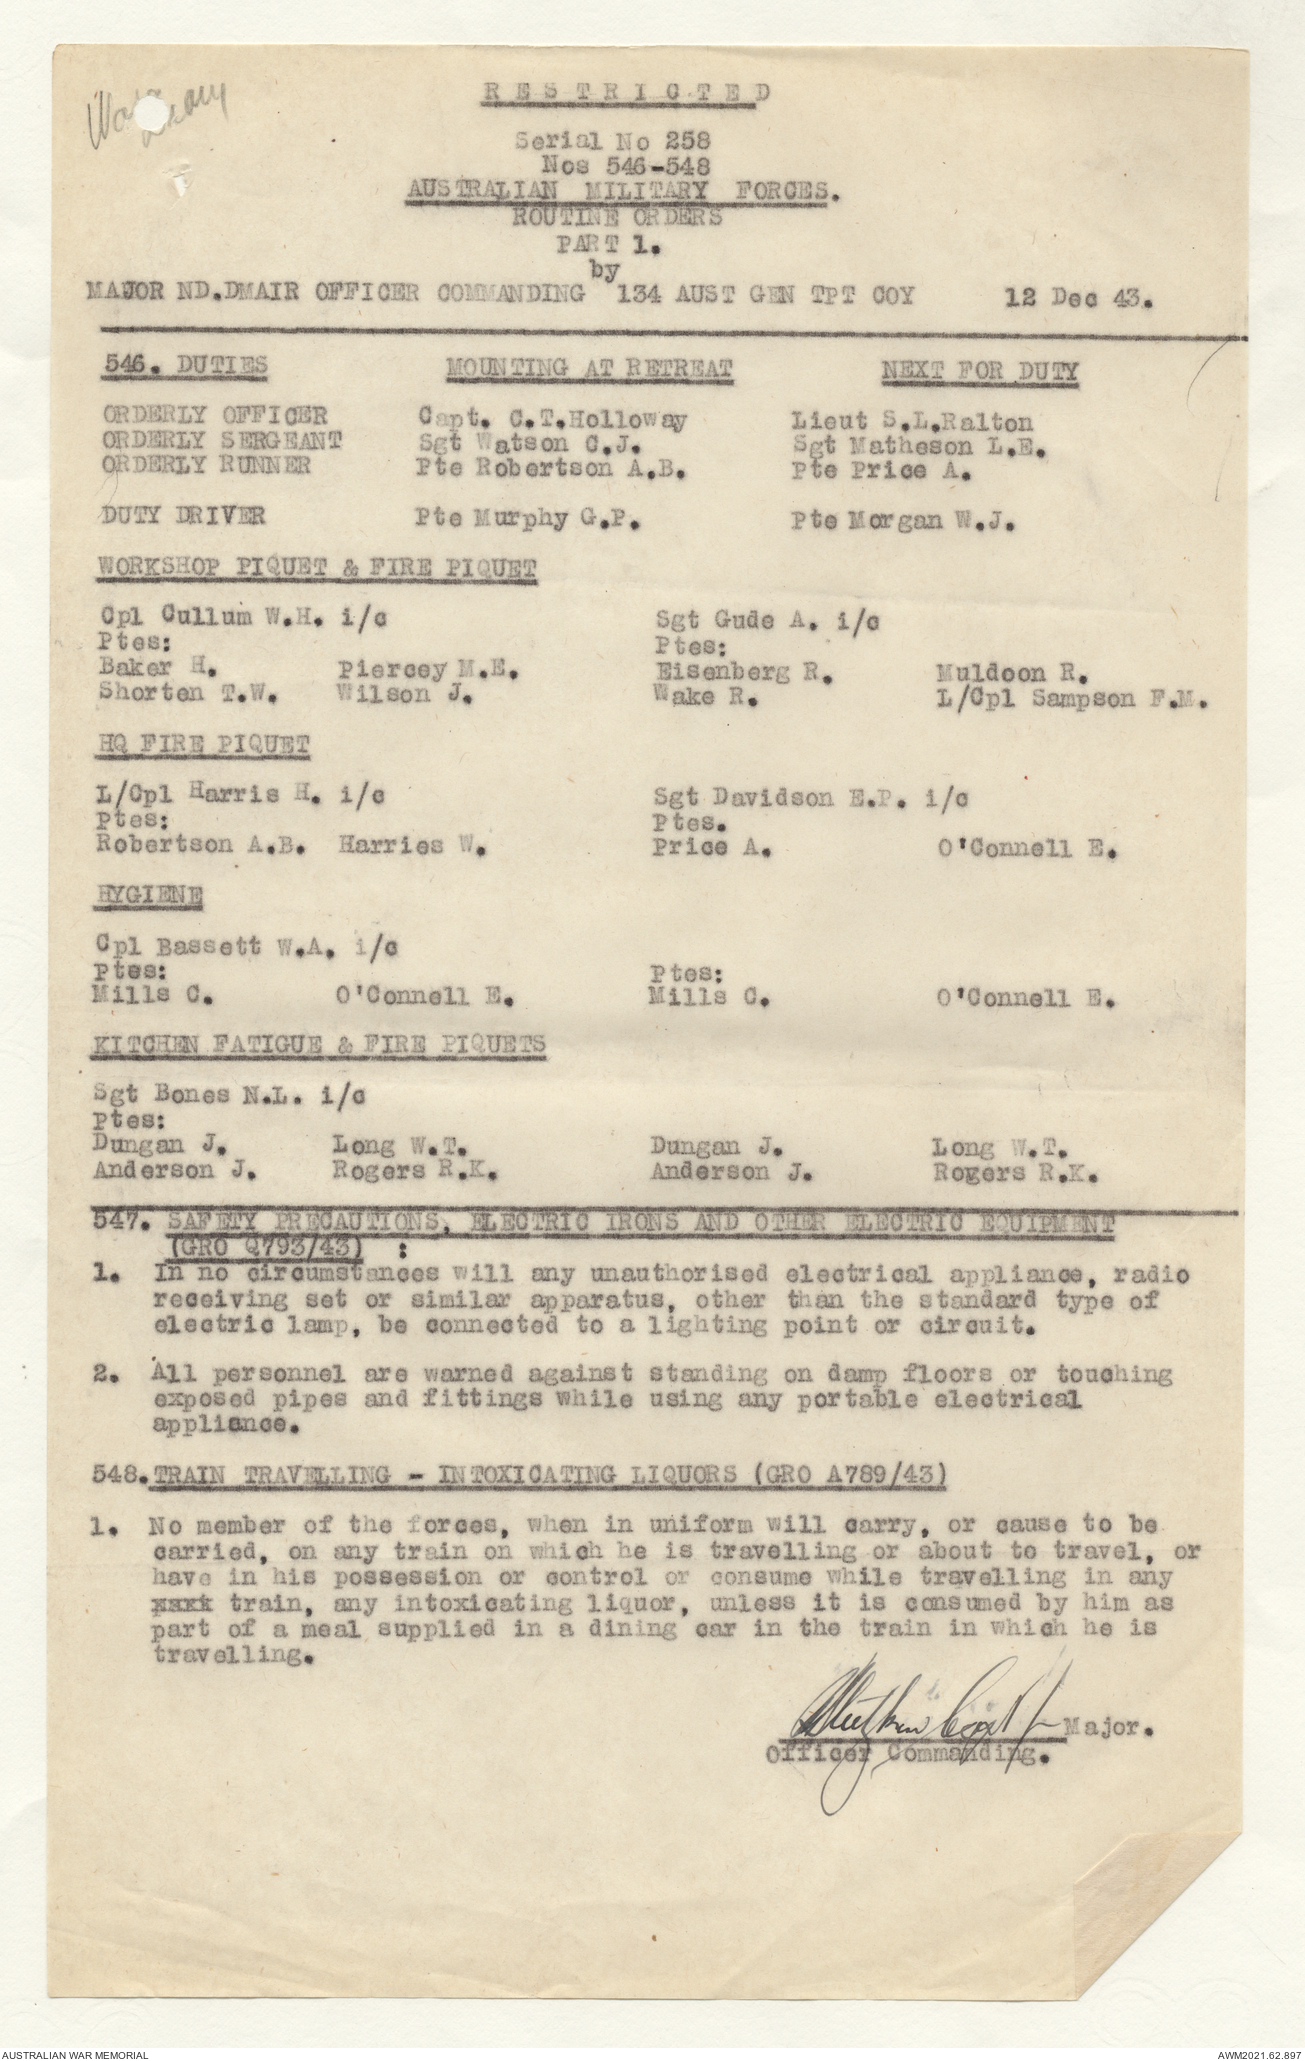 War Diary
RESTRICTED
Serial No 258
Nos 546-548
AUSTRALIAN MILITARY FORCES.
ROUTINE ORDERS
PART 1.
by
MAJOR ND.DMAIR OFFICER COMMANDING 134 AUST GEN TPT COY 12 Dec 43.
546. DUTIES MOUNTING AT RETREAT NEXT FOR DUTY
ORDERLY OFFICER Capt. C.T.Holloway Lieut S.L.Ralton
ORDERLY SERGEANT Sgt Watson C.J. Sgt Matheson L.E.
ORDERLY RUNNER Pte Robertson A.B. Pte Price A.
DUTY DRIVER Pte Murphy G.P. Pte Morgan W.J.
WORKSHOP PIQUET & FIRE PIQUET
Cpl Cullum W.H. i/c Sgt Gude A. i/c
Ptes: Ptes:
Baker H. Piercey M.E. Eisenberg R. Muldoon R.
Shorten T.W. Wilson J. Wake R. L/Cpl Sampson F.M.
HQ FIRE PIQUET
L/Cpl Harris H. i/c Sgt Davidson E.P. i/c
Ptes: Ptes.
Robertson A.B. Harries W. Price A. O'Connell E.
HYGIENE
Cpl Bassett W.A. i/c
Ptes: Ptes:
Mills C. O'Connell E. Mills C. O'Connell E.
KITCHEN FATIGUE & FIRE PIQUETS
Sgt Bones N.L. i/c
Ptes:
Dungan J. Long W.T. Dungan J. Long W.T.
Anderson J. Rogers R.K. Anderson J. Rogers R.K.
547. SAFETY PRECAUTIONS, ELECTRIC IRONS AND OTHER ELECTRIC EQUIPMENT
(GRO Q793/43) :
1. In no circumstances will any unauthorised electrical appliance, radio
receiving set or similar apparatus, other than the standard type of
electric lamp, be connected to a lighting point or circuit.
2. All personnel are warned against standing on damp floors or touching
exposed pipes and fittings while using any portable electrical
appliance.
548. TRAIN TRAVELLING - INTOXICATING LIQUORS (GRO A789/43)
1. No member of the forces, when in uniform will carry, or cause to be
carried, on any train on which he is travelling or about to travel, or
have in his possession or control or consume while travelling in any
train, any intoxicating liquor, unless it is consumed by him as
part of a meal supplied in a dining car in the train in which he is
travelling.
Major.
Officer Commanding.
AUSTRALIAN WAR MEMORIAL AWM2021.62.897